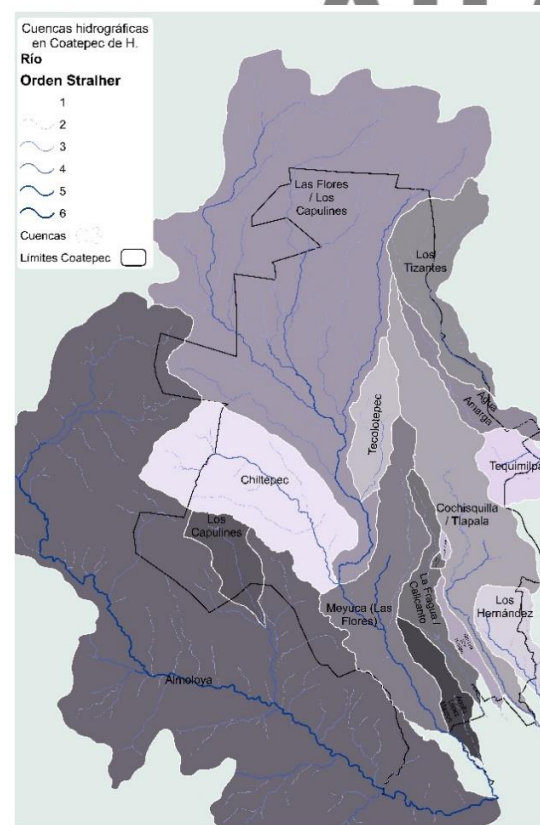 Cuencas hidrográficas
en Coatepec de H.
Río
Orden Stralher
1
2
3
4
5
6
Cuencas
Límites Coatepec
Las Flores
/ Los
Capulines
Los
Tizantes
Agua
Amarga
Tecolotepec
Tequimilpa
Chiltepec
Cochisquilla
/ Tlapala
Los
Capulines
La Fragua /
Calicanto
Los
Hernández
Meyuca (Las
Flores)
Almoloya